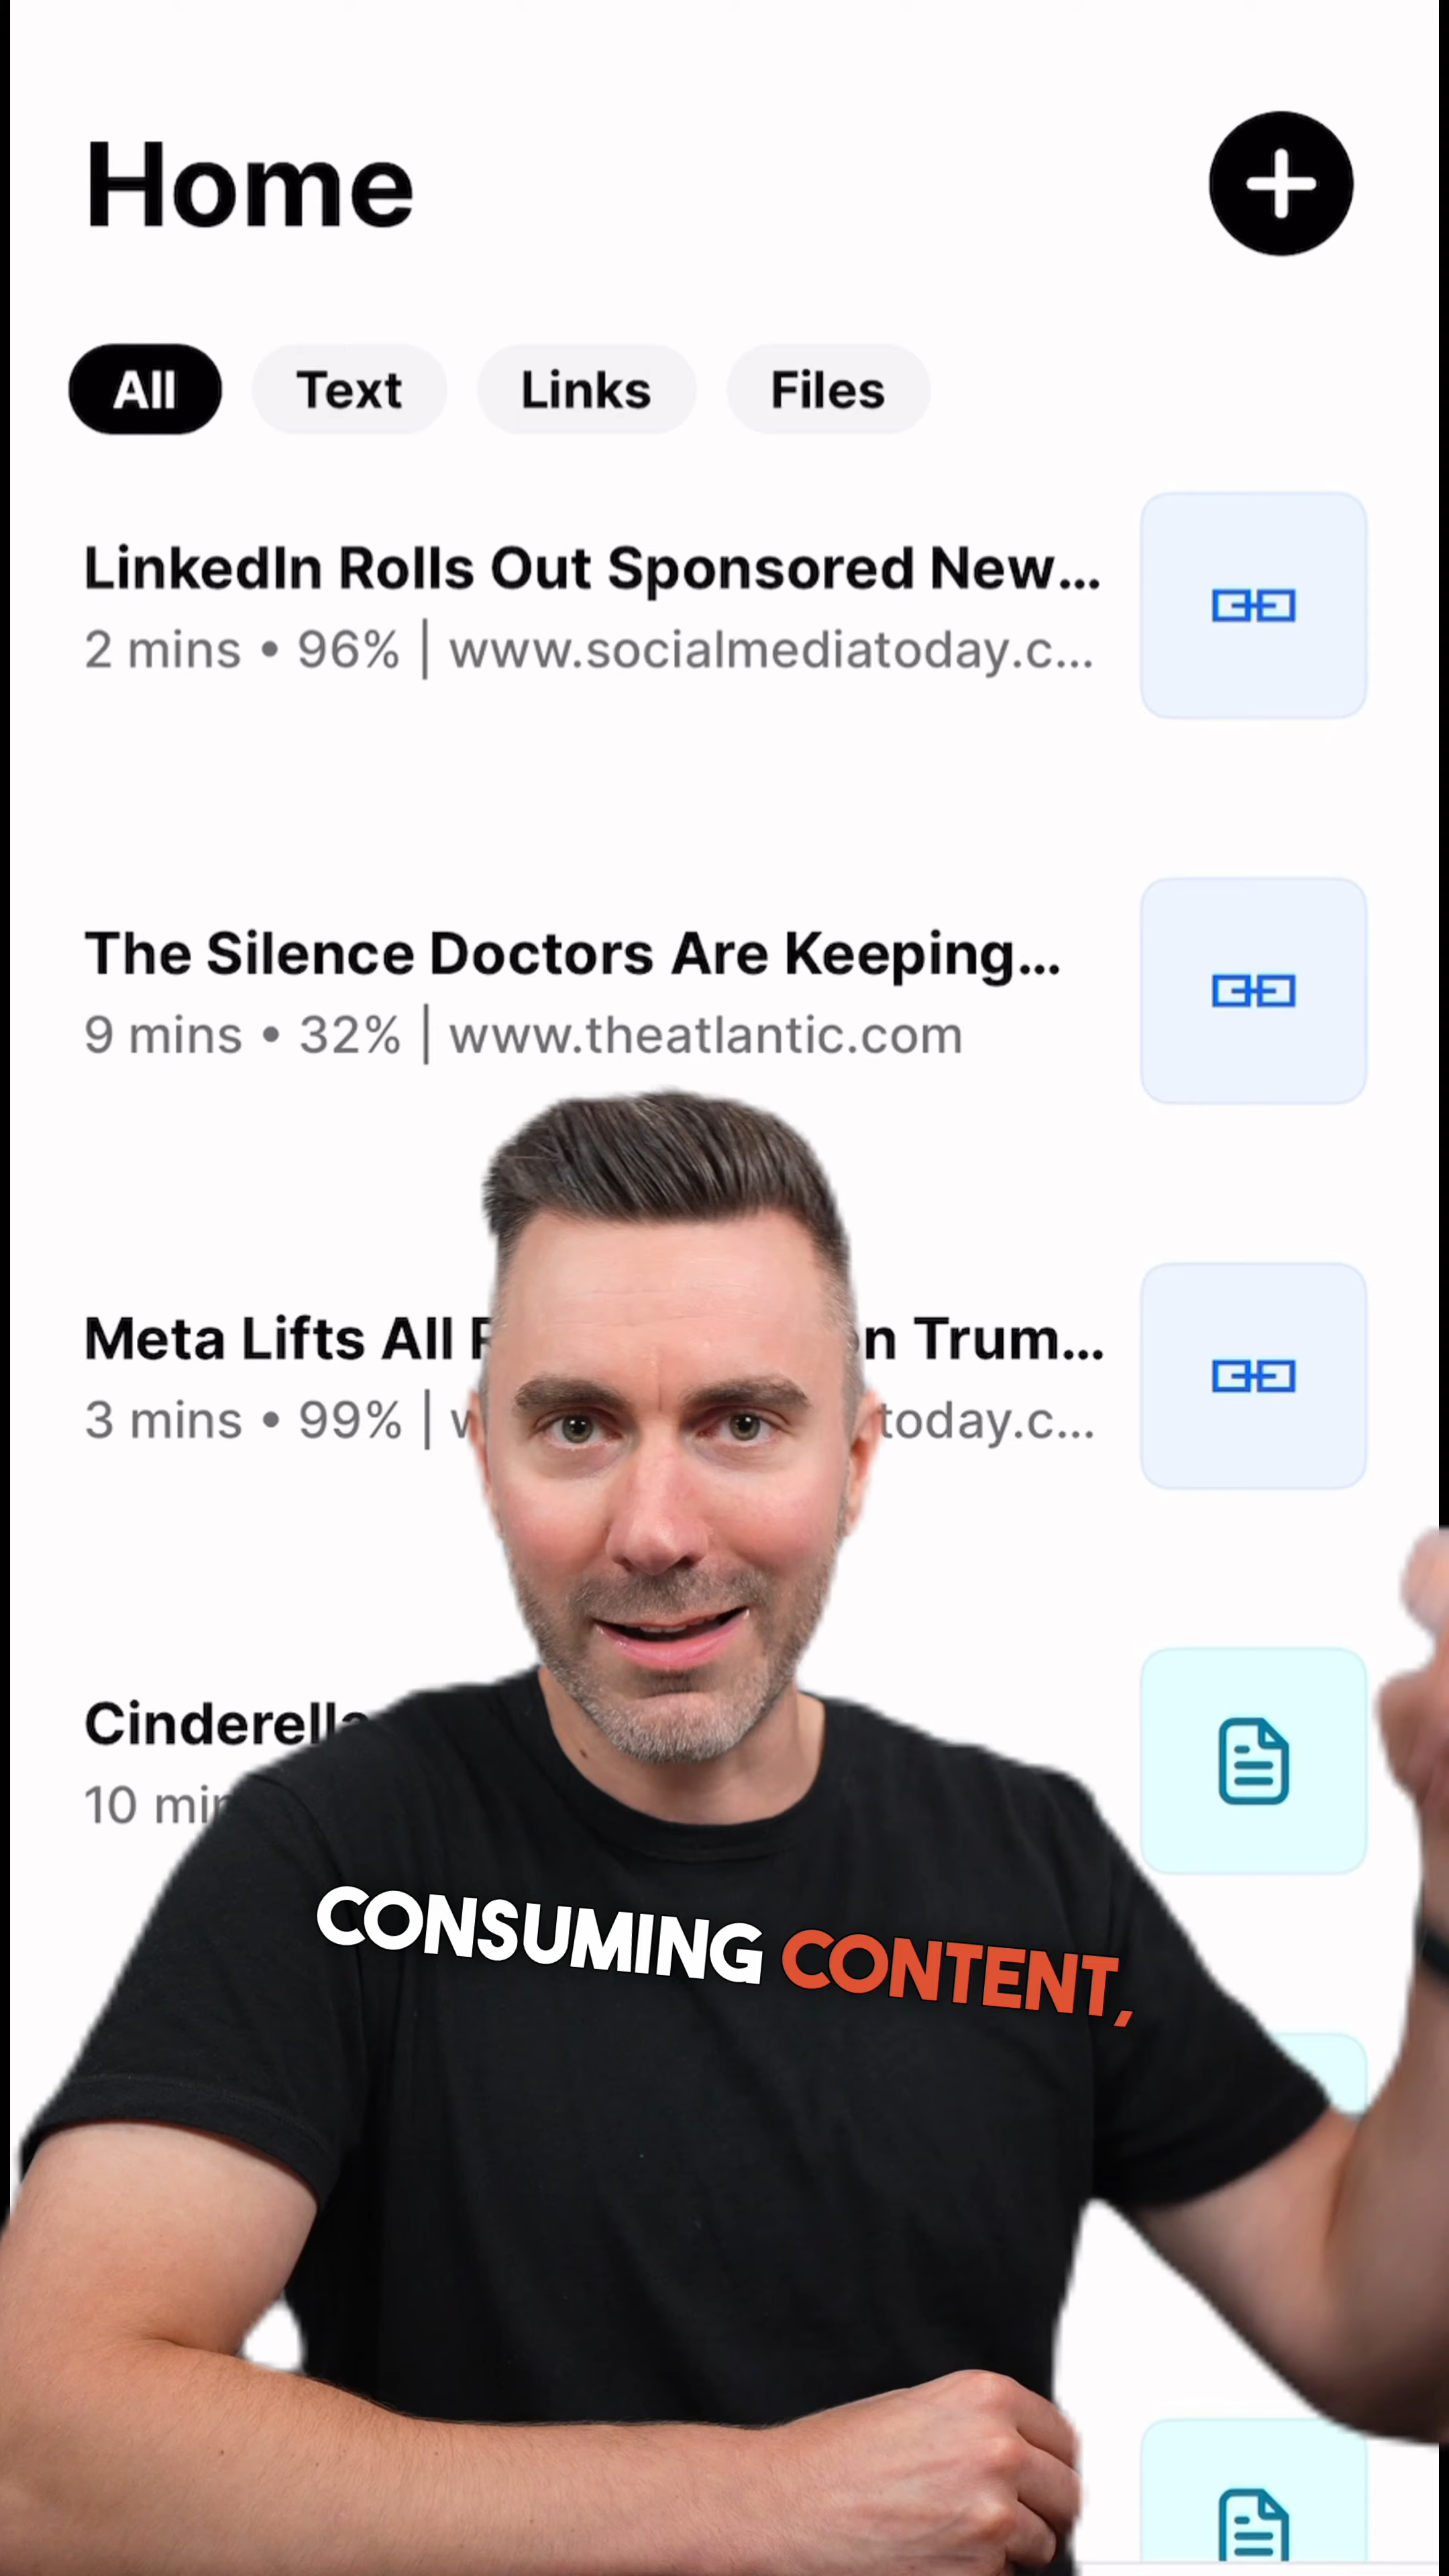 Home
All Text Links Files
LinkedIn Rolls Out Sponsored New...
2 mins • 96% | www.socialmediatoday.c...
The Silence Doctors Are Keeping...
9 mins • 32% | www.theatlantic.com
Meta Lifts All Trum...
3 mins • 99% | today.c...
10
CONSUMING CONTENT,